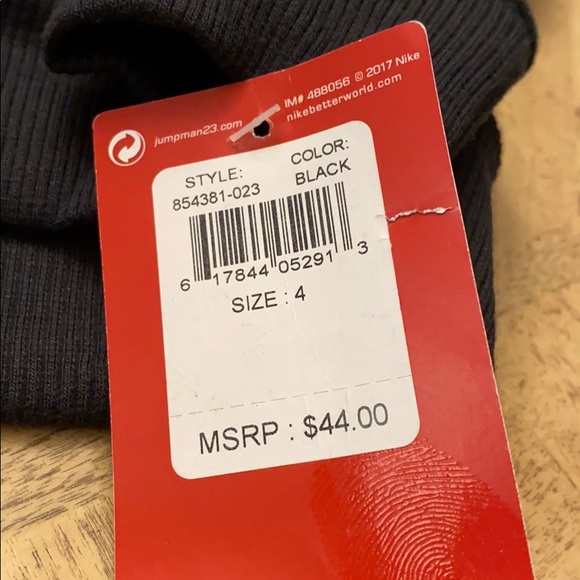 jumpman23.com
IM# 488056 © 2017 Nike
nikebetterworld.com
STYLE:
854381-023
COLOR:
BLACK
6 17844 05291 3
SIZE : 4
MSRP : $44.00